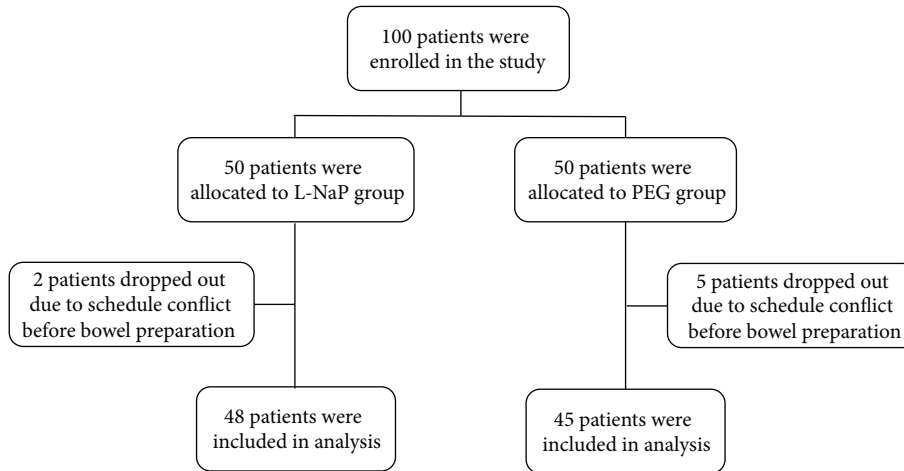 100 patients were
enrolled in the study
50 patients were
allocated to L-NaP group
50 patients were
allocated to PEG group
2 patients dropped out
due to schedule conflict
before bowel preparation
5 patients dropped out
due to schedule conflict
before bowel preparation
48 patients were
included in analysis
45 patients were
included in analysis